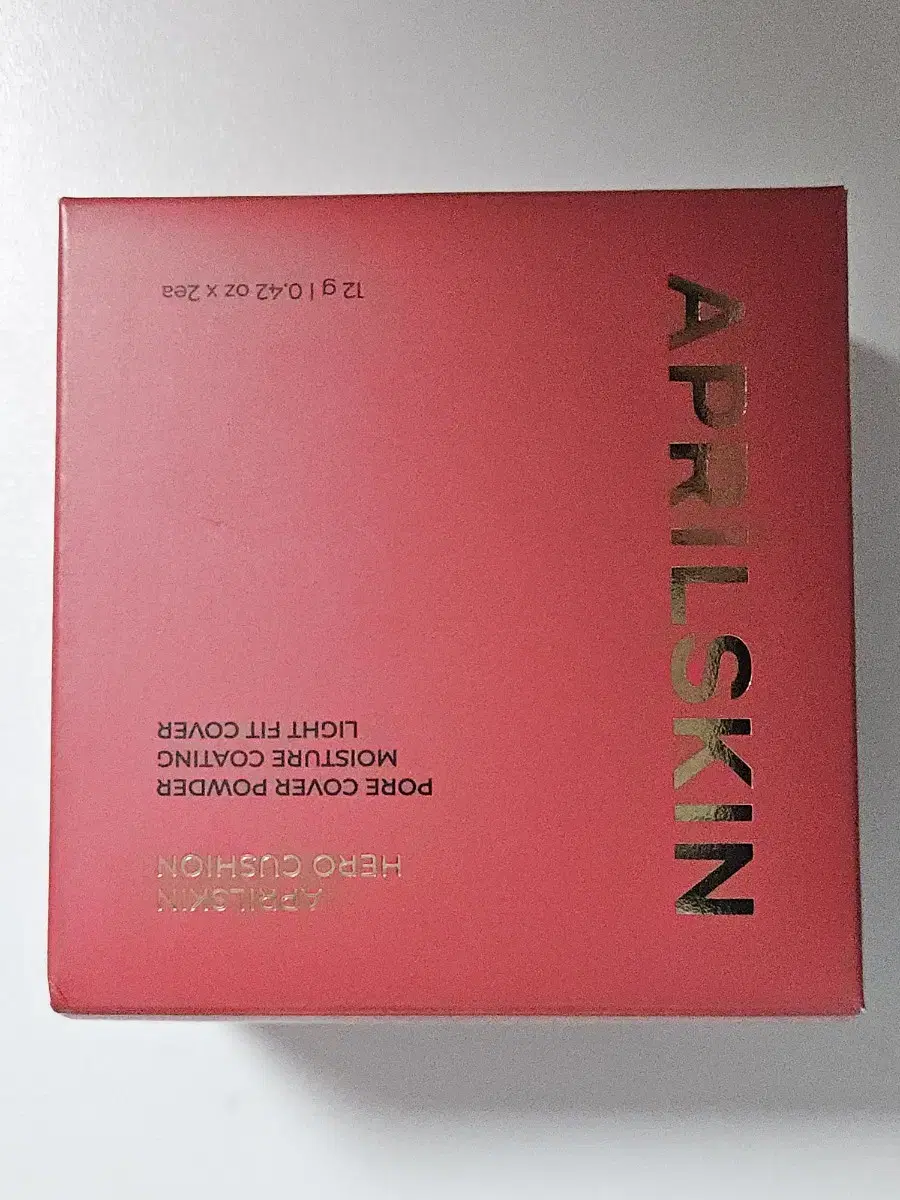 APRILSKIN
APRILSKIN
HERO CUSHION
PORE COVER POWDER
MOISTURE COATING
LIGHT FIT COVER
12 g | 0.42 oz x 2ea